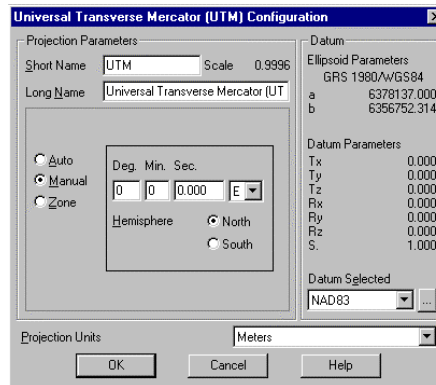 Universal Transverse Mercator (UTM) Configuration
Projection Parameters
Short Name UTM Scale 0.9996
Long Name Universal Transverse Mercator (UT
Auto
Manual
Zone
Deg. Min. Sec.
0 0 0.000 E
Hemisphere North
South
Datum
Ellipsoid Parameters
GRS 1980/WGS84
a 6378137.000
b 6356752.314
Datum Parameters
Tx 0.000
Ty 0.000
Tz 0.000
Rx 0.000
Ry 0.000
Rz 0.000
S. 1.000
Datum Selected
NAD83 ...
Projection Units Meters
OK Cancel Help